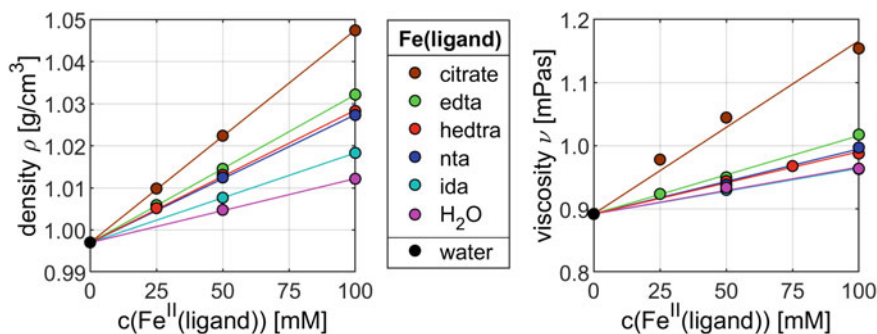 1.05
1.04
1.03
1.02
1.01
1.00
0.99
density ρ [g/cm³]
0
25
50
75
100
c(Feᴵᴵ(ligand)) [mM]
Fe(ligand)
citrate
edta
hedtra
nta
ida
H₂O
water
1.2
1.1
1.0
0.9
0.8
viscosity ν [mPas]
0
25
50
75
100
c(Feᴵᴵ(ligand)) [mM]